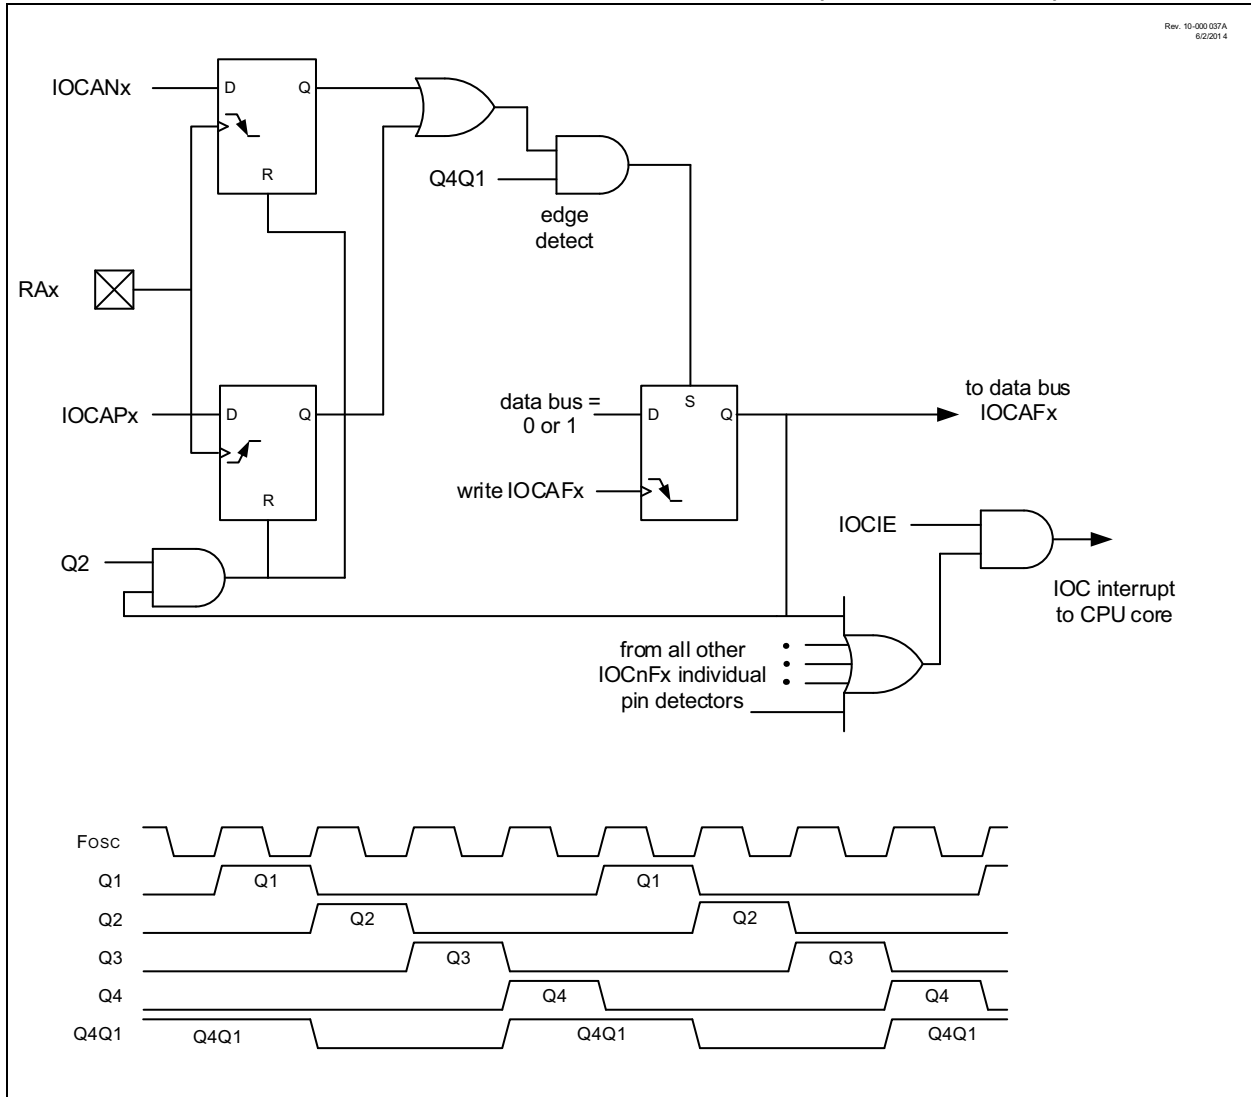 Rev. 10-000 037A
6/2/201 4
IOCANx
D
Q
R
Q4Q1
edge
detect
RAx
IOCAPx
D
Q
R
data bus =
0 or 1
D
S
Q
to data bus
IOCAFx
write IOCAFx
IOCIE
Q2
IOC interrupt
to CPU core
from all other
IOCnFx individual
pin detectors
Fosc
Q1
Q1
Q1
Q2
Q2
Q2
Q3
Q3
Q3
Q4
Q4
Q4
Q4Q1
Q4Q1
Q4Q1
Q4Q1